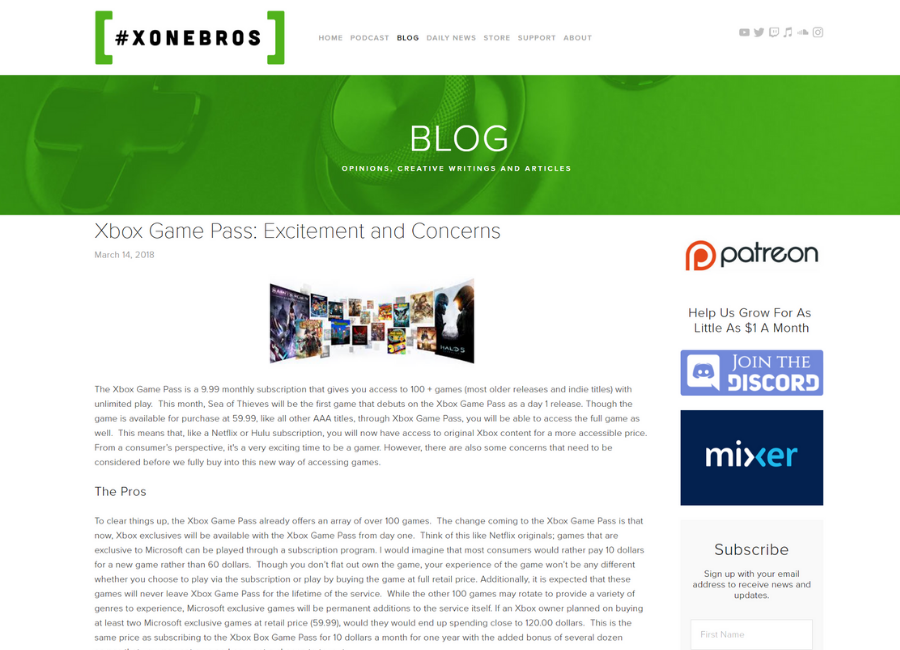 #XONEBROS
HOME PODCAST BLOG DAILY NEWS STORE SUPPORT ABOUT
BLOG
OPINIONS, CREATIVE WRITINGS AND ARTICLES
Xbox Game Pass: Excitement and Concerns
March 14, 2018
HALO 5
The Xbox Game Pass is a 9.99 monthly subscription that gives you access to 100 + games (most older releases and indie titles) with
unlimited play. This month, Sea of Thieves will be the first game that debuts on the Xbox Game Pass as a day 1 release. Though the
game is available for purchase at 59.99, like all other AAA titles, through Xbox Game Pass, you will be able to access the full game as
well. This means that, like a Netflix or Hulu subscription, you will now have access to original Xbox content for a more accessible price.
From a consumer's perspective, it's a very exciting time to be a gamer. However, there are also some concerns that need to be
considered before we fully buy into this new way of accessing games.
The Pros
To clear things up, the Xbox Game Pass already offers an array of over 100 games. The change coming to the Xbox Game Pass is that
now, Xbox exclusives will be available with the Xbox Game Pass from day one. Think of this like Netflix originals; games that are
exclusive to Microsoft can be played through a subscription program. I would imagine that most consumers would rather pay 10 dollars
for a new game rather than 60 dollars. Though you don't flat out own the game, your experience of the game won't be any different
whether you choose to play via the subscription or play by buying the game at full retail price. Additionally, it is expected that these
games will never leave Xbox Game Pass for the lifetime of the service. While the other 100 games may rotate to provide a variety of
genres to experience, Microsoft exclusive games will be permanent additions to the service itself. If an Xbox owner planned on buying
at least two Microsoft exclusive games at retail price (59.99), would they would end up spending close to 120.00 dollars. This is the
same price as subscribing to the Xbox Box Game Pass for 10 dollars a month for one year with the added bonus of several dozen
patreon
Help Us Grow For As
Little As $1 A Month
JOIN THE
DISCORD
mixer
Subscribe
Sign up with your email
address to receive news and
updates.
First Name